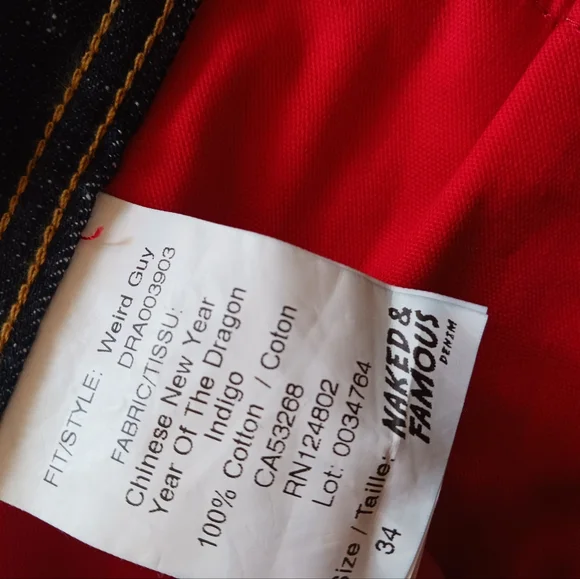 FIT/STYLE: Weird Guy
DRA003903
FABRIC/TISSU:
Chinese New Year
Year Of The Dragon
Indigo
100% Cotton / Coton
CA53268
RN124802
Lot: 0034764
Size / Taille:
34
NAKED &
FAMOUS
DENIM